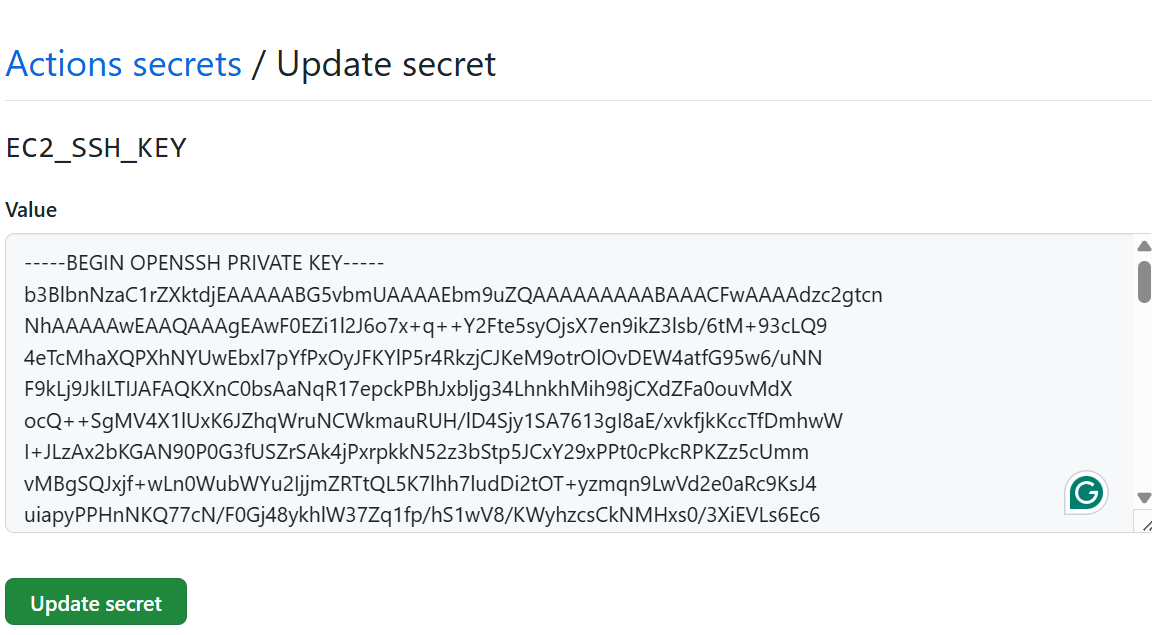 Actions secrets / Update secret
EC2_SSH_KEY
Value
-----BEGIN OPENSSH PRIVATE KEY-----
b3BlbnNzaC1rZXktdjEAAAAABG5vbmUAAAAEbm9uZQAAAAAAAAABAAACFwAAAAdzc2gtcn
NhAAAAAwEAAQAAAgEAwF0EZi1l2J6o7x+q++Y2Fte5syOjsX7en9ikZ3lsb/6tM+93cLQ9
4eTcMhaXQPXhNYUwEbxl7pYfPxOyJFKYlP5r4RkzjCJKeM9otrOlOvDEW4atfG95w6/uNN
F9kLj9JkILTIJAFAQKXnC0bsAaNqR17epckPBhJxbljg34LhnkhMih98jCXdZFa0ouvMdX
ocQ++SgMV4X1lUxK6JZhqWruNCWkmauRUH/lD4Sjy1SA7613gI8aE/xvkfjkKccTfDmhwW
I+JLzAx2bKGAN90P0G3fUSZrSAk4jPxrpkkN52z3bStp5JCxY29xPPt0cPkcRPKZz5cUmm
vMBgSQJxjf+wLn0WubWYu2IjjmZRTtQL5K7lhh7ludDi2tOT+yzmqn9LwVd2e0aRc9KsJ4
uiapyPPHnNKQ77cN/F0Gj48ykhlW37Zq1fp/hS1wV8/KWyhzcsCkNMHxs0/3XiEVLs6Ec6
Update secret